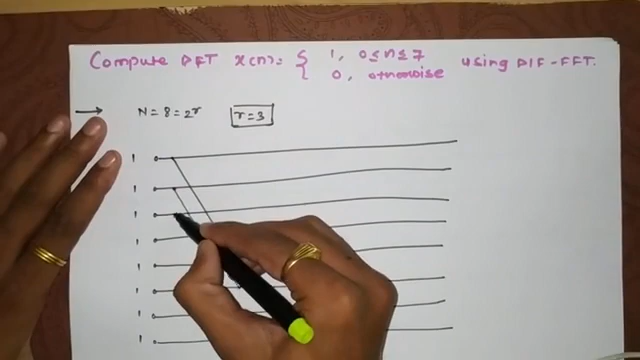 Compute DFT x(n) = { 1, 0≤n≤7 using DIF-FFT.
0, otherwise
→ N = 8 = 2^r r=3
1
1
1
1
1
1
1
1